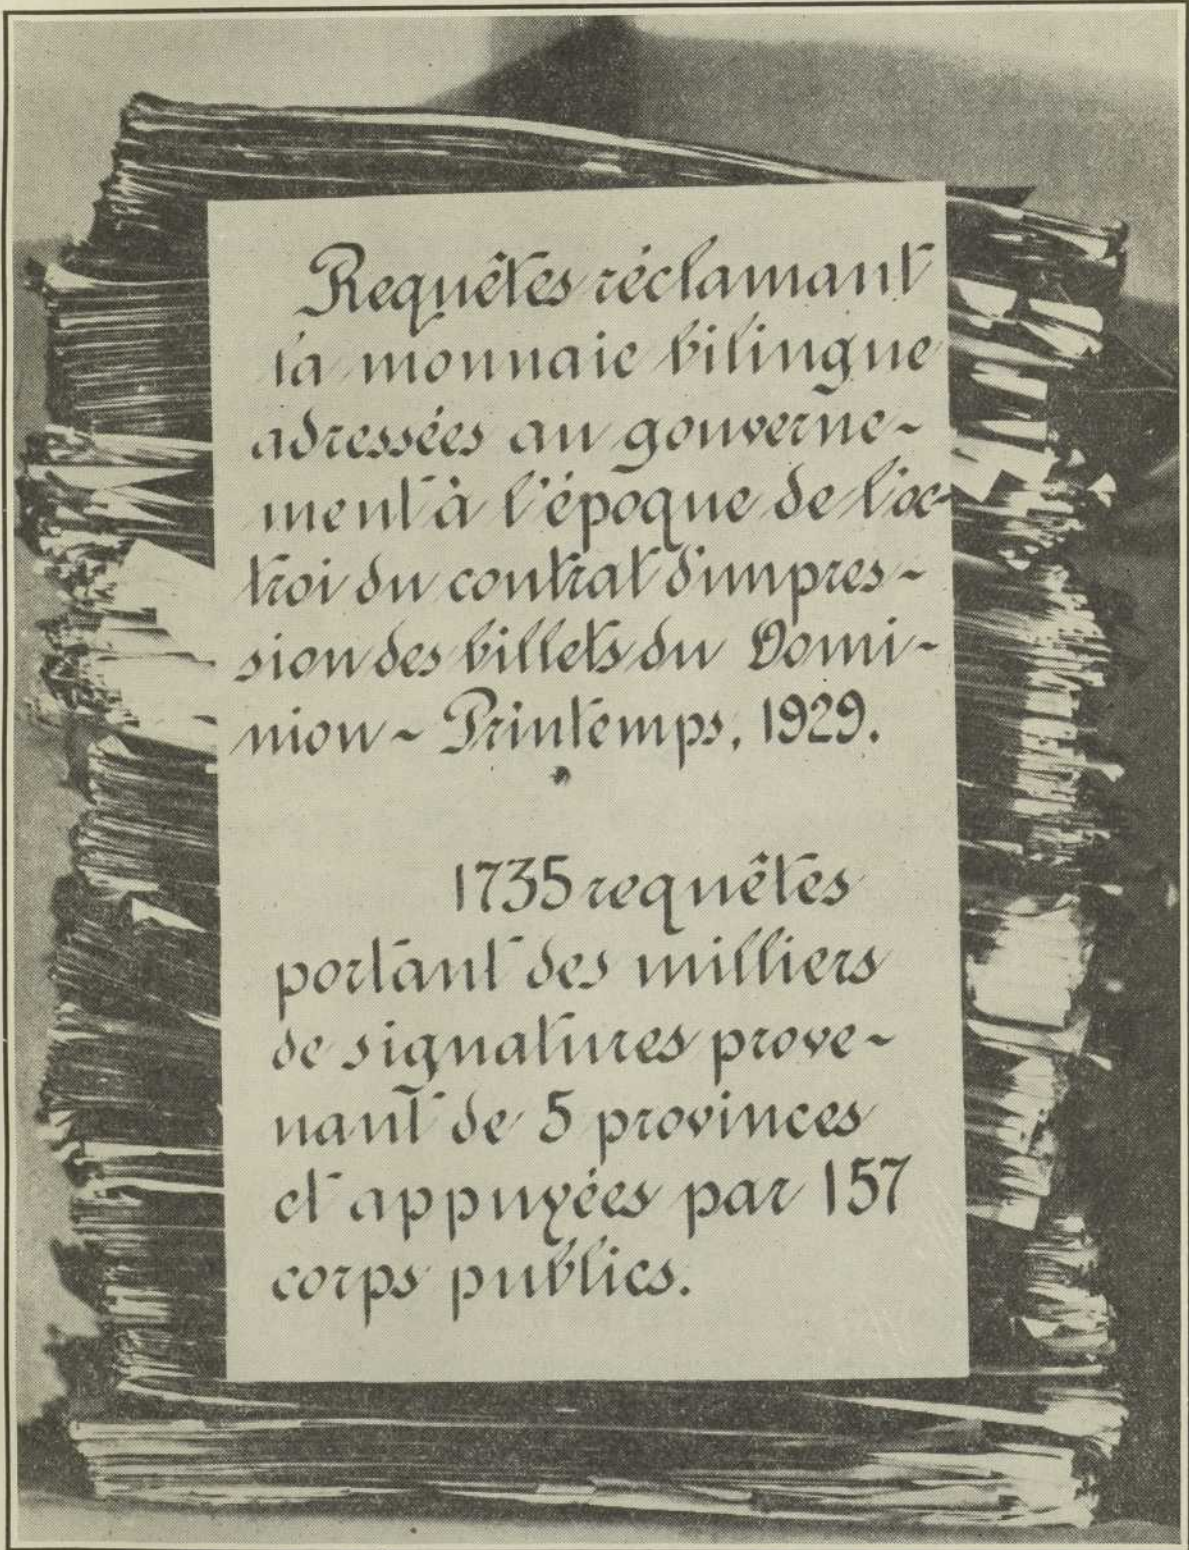 Requêtes réclamant
la monnaie bilingue
adressées au gouverne-
ment à l'époque de l'oc-
troi du contrat d'impres-
sion des billets du Domi-
nion - Printemps, 1929.
1735 requêtes
portant des milliers
de signatures prove-
nant de 5 provinces
et appuyées par 157
corps publics.